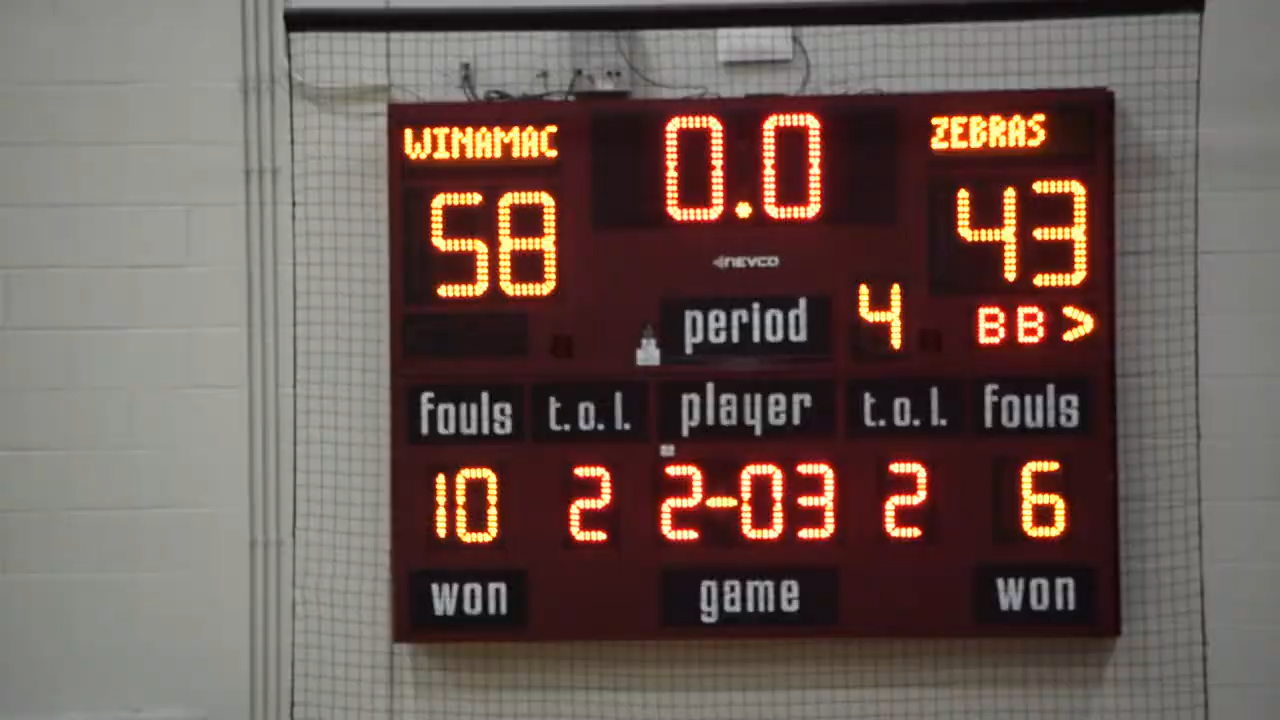 WINAMAC 0.0 ZEBRAS
58 43
NEVCO
period 4 BB >
fouls t.o.l. player t.o.l. fouls
10 2 2-03 2 6
won game won